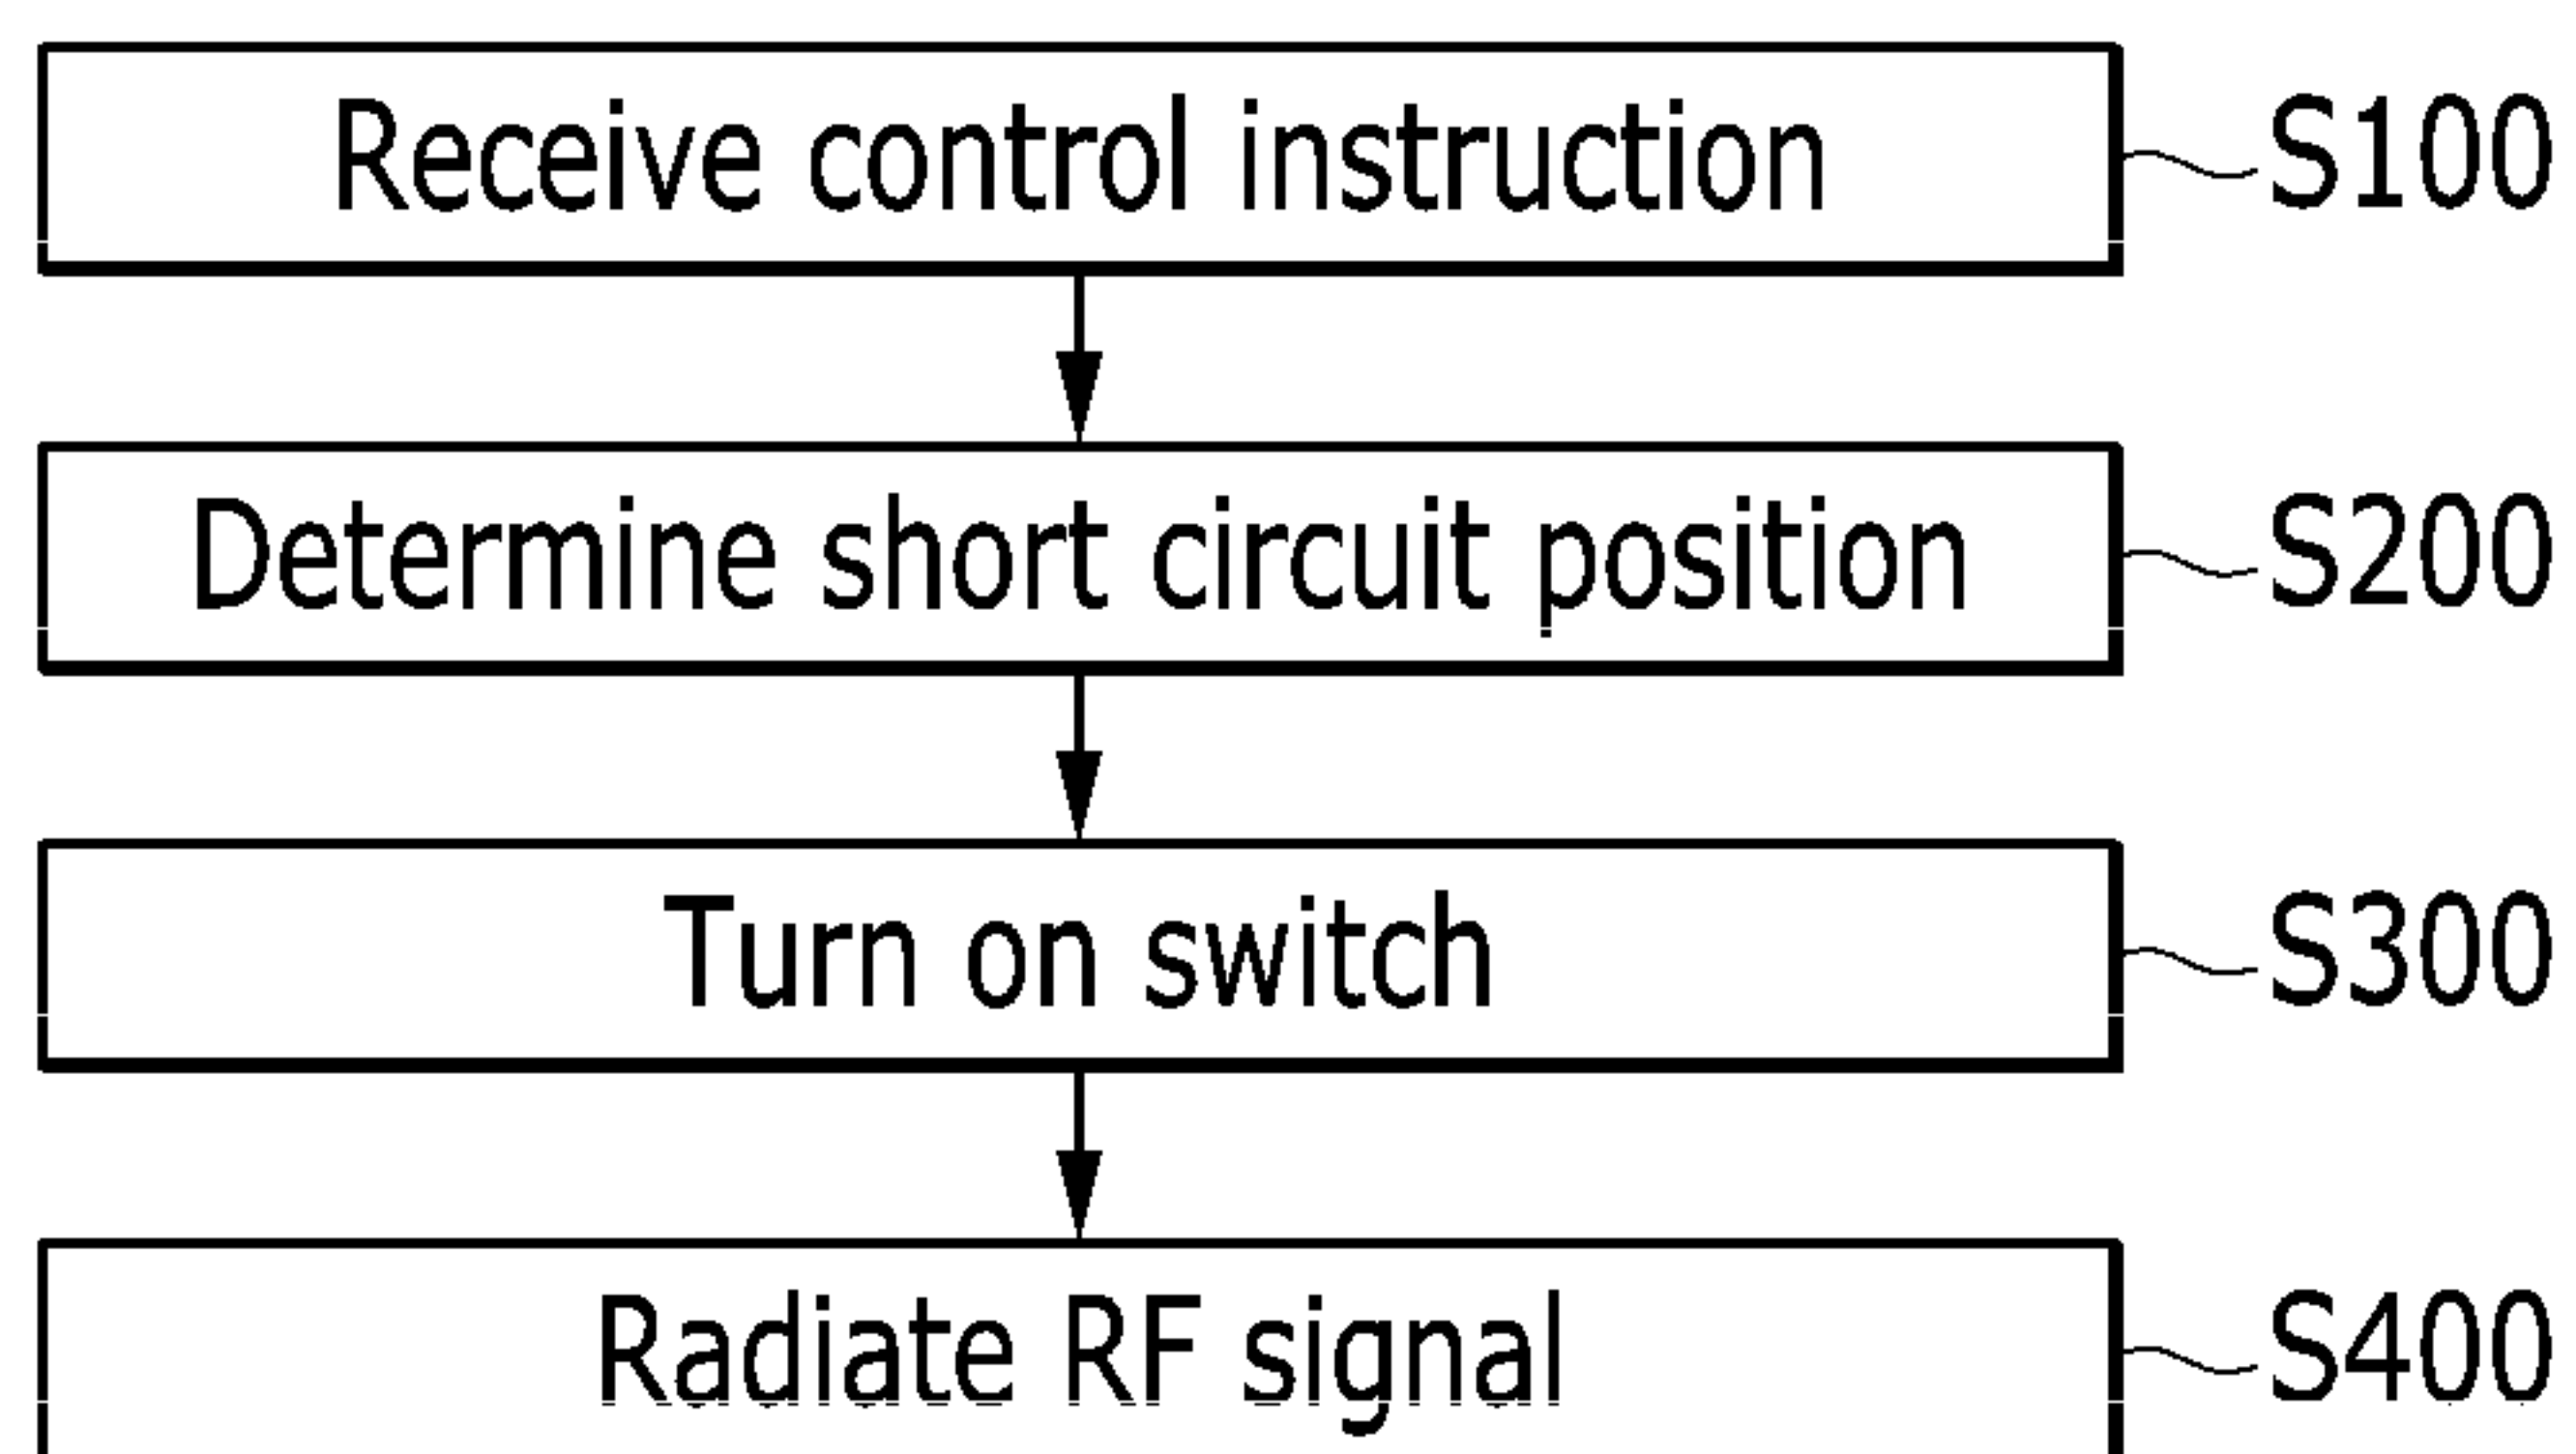 Receive control instruction S100
Determine short circuit position S200
Turn on switch S300
Radiate RF signal S400